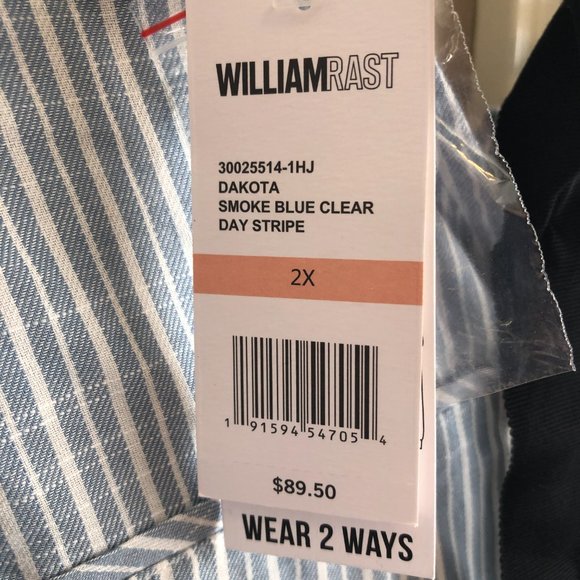 WILLIAMRAST
30025514-1HJ
DAKOTA
SMOKE BLUE CLEAR
DAY STRIPE
2X
1 91594 54705 4
$89.50
WEAR 2 WAYS